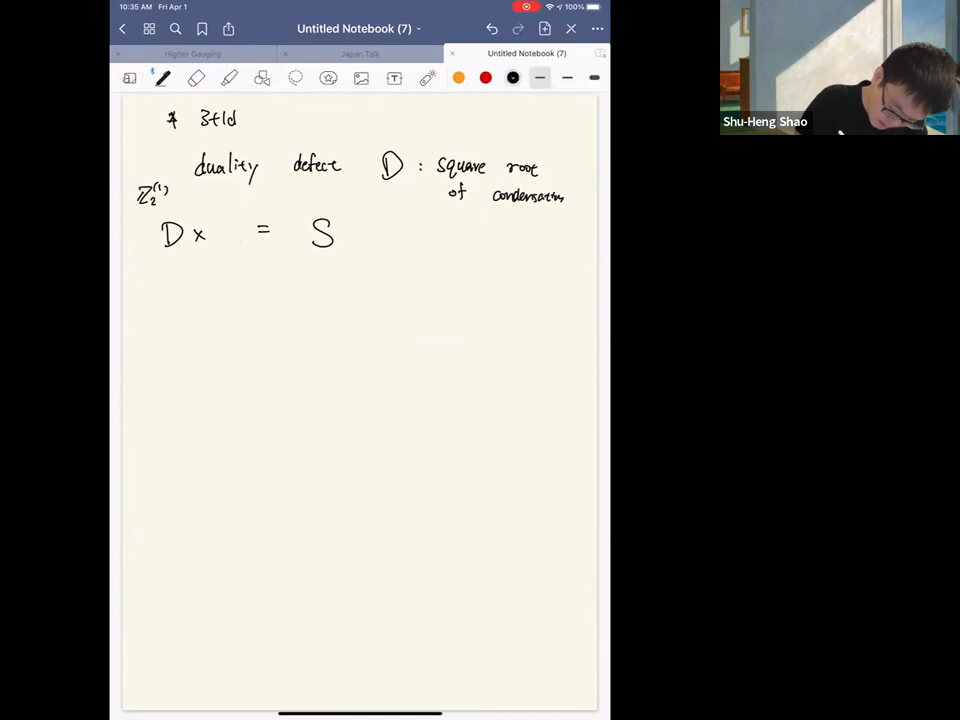 10:35 AM Fri Apr 1
100%
Untitled Notebook (7)
Higher Gauging
Japan Talk
Untitled Notebook (7)
Shu-Heng Shao
* 3+1d
duality defect D : square root
of condensation
ℤ₂⁽¹⁾
D × = S